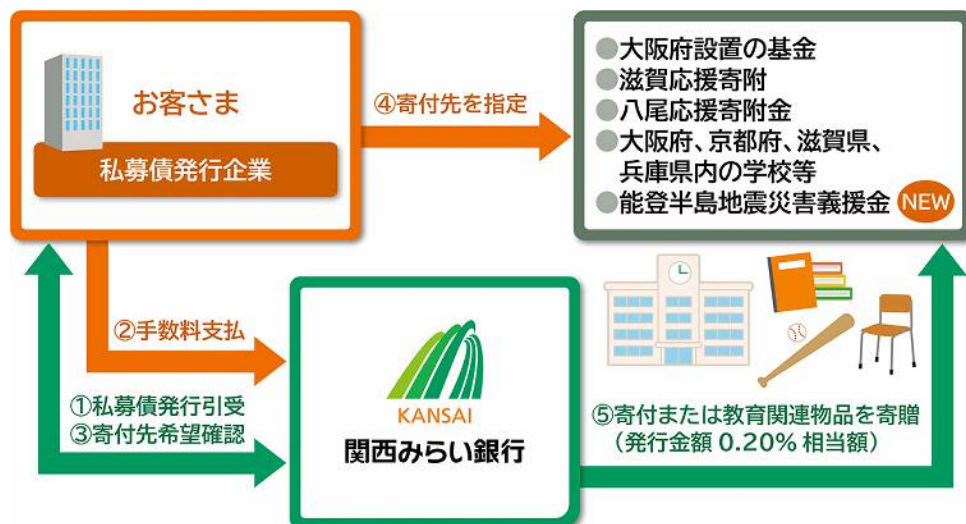 お客さま
私募債発行企業
④寄付先を指定
●大阪府設置の基金
●滋賀応援寄附
●八尾応援寄附金
●大阪府、京都府、滋賀県、
兵庫県内の学校等
●能登半島地震災害義援金 NEW
②手数料支払
①私募債発行引受
③寄付先希望確認
KANSAI
関西みらい銀行
⑤寄付または教育関連物品を寄贈
（発行金額 0.20% 相当額）